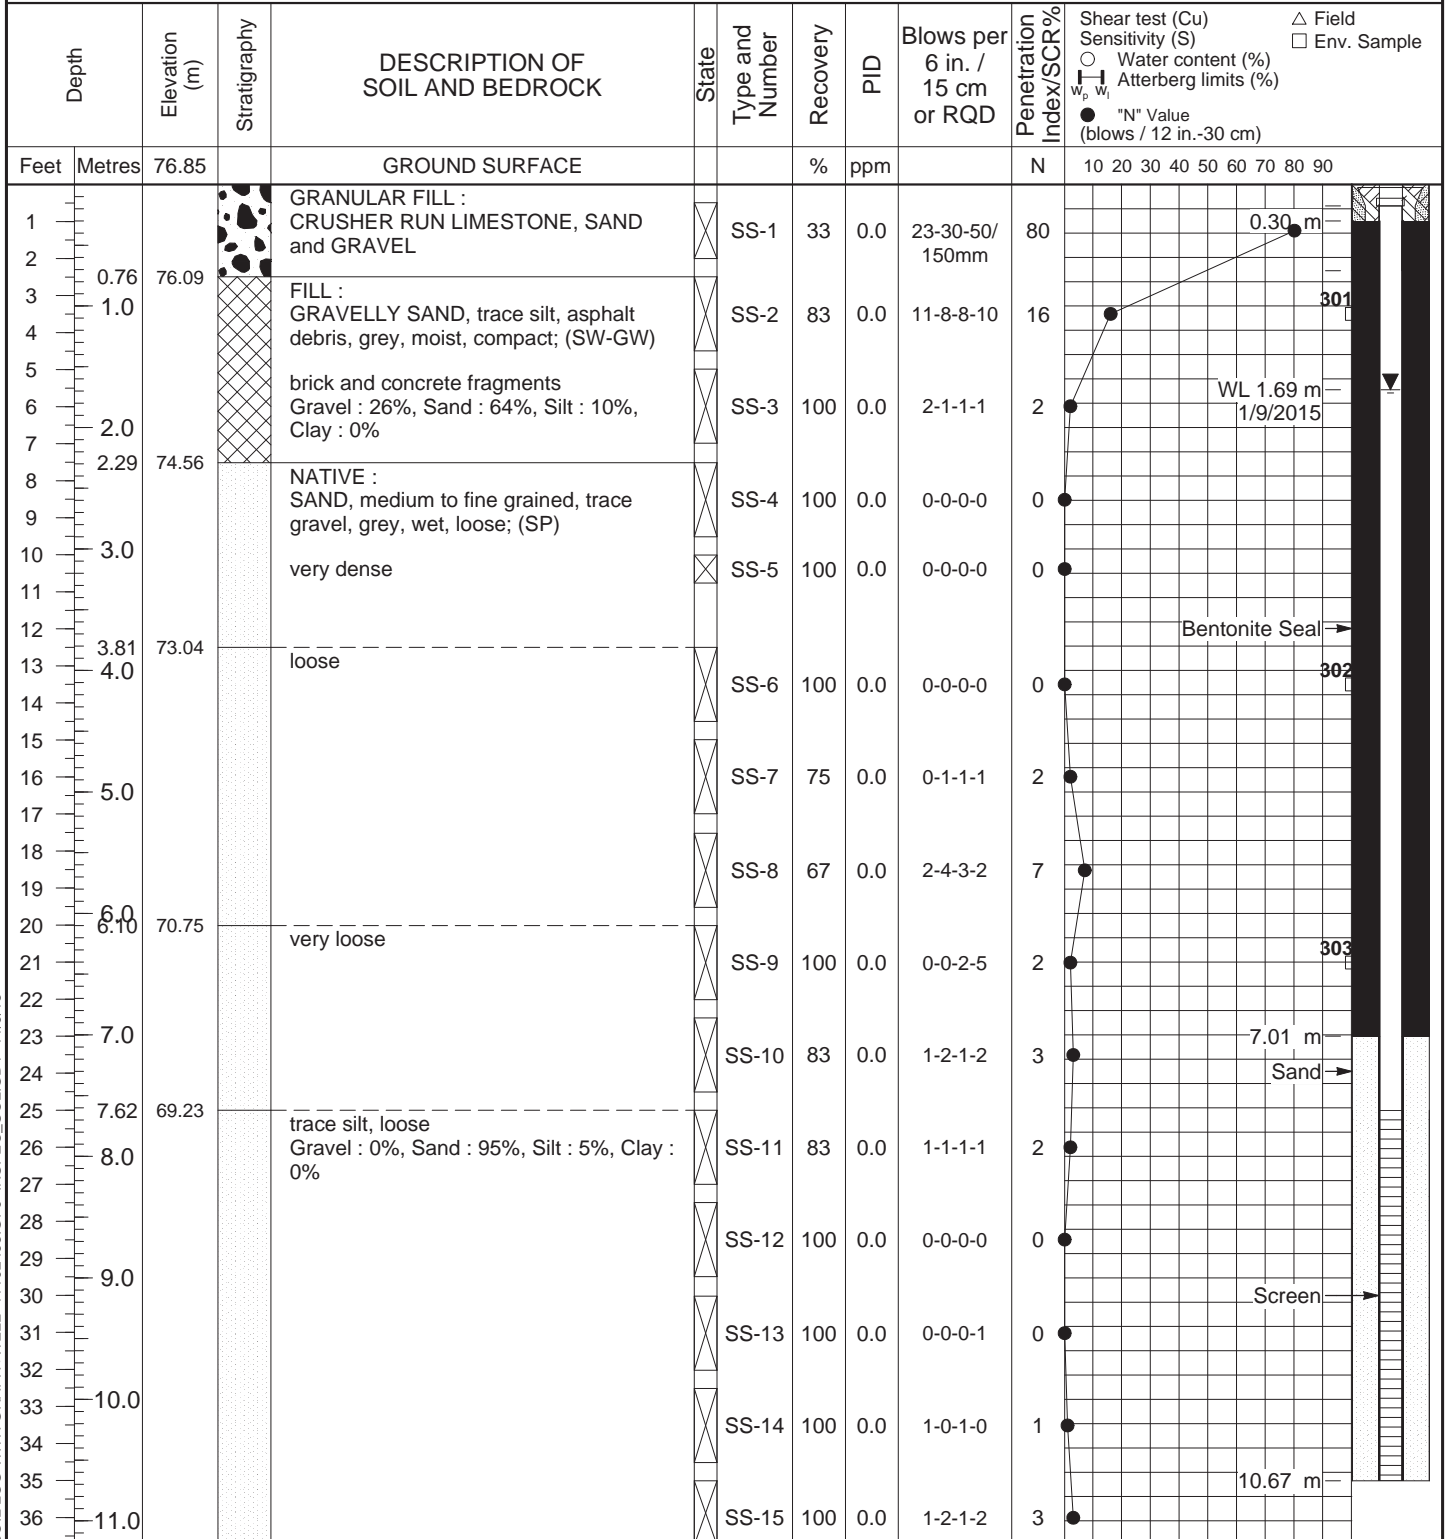 Depth
Elevation (m)
Stratigraphy
DESCRIPTION OF
SOIL AND BEDROCK
State
Type and Number
Recovery
PID
Blows per
6 in. /
15 cm
or RQD
Penetration Index/SCR%
Shear test (Cu)
Sensitivity (S)
△ Field
□ Env. Sample
○ Water content (%)
Atterberg limits (%)
Wp Wl
● "N" Value
(blows / 12 in.-30 cm)
Feet Metres 76.85 GROUND SURFACE % ppm N 10 20 30 40 50 60 70 80 90
GRANULAR FILL :
1 CRUSHER RUN LIMESTONE, SAND SS-1 33 0.0 23-30-50/ 80 0.30 m
and GRAVEL 150mm
2
0.76 76.09
3 1.0 FILL :
GRAVELLY SAND, trace silt, asphalt SS-2 83 0.0 11-8-8-10 16 301
4 debris, grey, moist, compact; (SW-GW)
5
brick and concrete fragments WL 1.69 m
6 Gravel : 26%, Sand : 64%, Silt : 10%, SS-3 100 0.0 2-1-1-1 2 1/9/2015
2.0 Clay : 0%
7
2.29 74.56
8 NATIVE :
SAND, medium to fine grained, trace SS-4 100 0.0 0-0-0-0 0
9 gravel, grey, wet, loose; (SP)
10 3.0
very dense SS-5 100 0.0 0-0-0-0 0
11
12 Bentonite Seal
3.81 73.04
13 4.0 loose 302
SS-6 100 0.0 0-0-0-0 0
14
15
16 SS-7 75 0.0 0-1-1-1 2
5.0
17
18
SS-8 67 0.0 2-4-3-2 7
19
6.0
20 6.10 70.75
very loose 303
21 SS-9 100 0.0 0-0-2-5 2
22
23 7.0 7.01 m
SS-10 83 0.0 1-2-1-2 3
24 Sand
25 7.62 69.23
trace silt, loose
26 8.0 Gravel : 0%, Sand : 95%, Silt : 5%, Clay : SS-11 83 0.0 1-1-1-1 2
0%
27
28
SS-12 100 0.0 0-0-0-0 0
29
9.0
30 Screen
31 SS-13 100 0.0 0-0-0-1 0
32
33 10.0
SS-14 100 0.0 1-0-1-0 1
34
35 10.67 m
36 11.0 SS-15 100 0.0 1-2-1-2 3